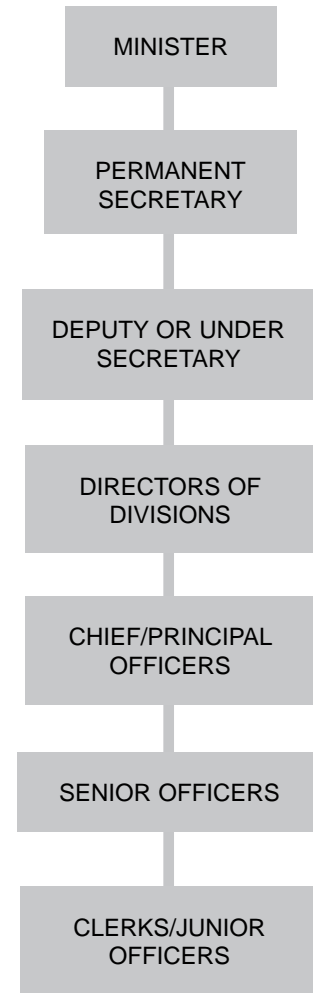 MINISTER
PERMANENT
SECRETARY
DEPUTY OR UNDER
SECRETARY
DIRECTORS OF
DIVISIONS
CHIEF/PRINCIPAL
OFFICERS
SENIOR OFFICERS
CLERKS/JUNIOR
OFFICERS